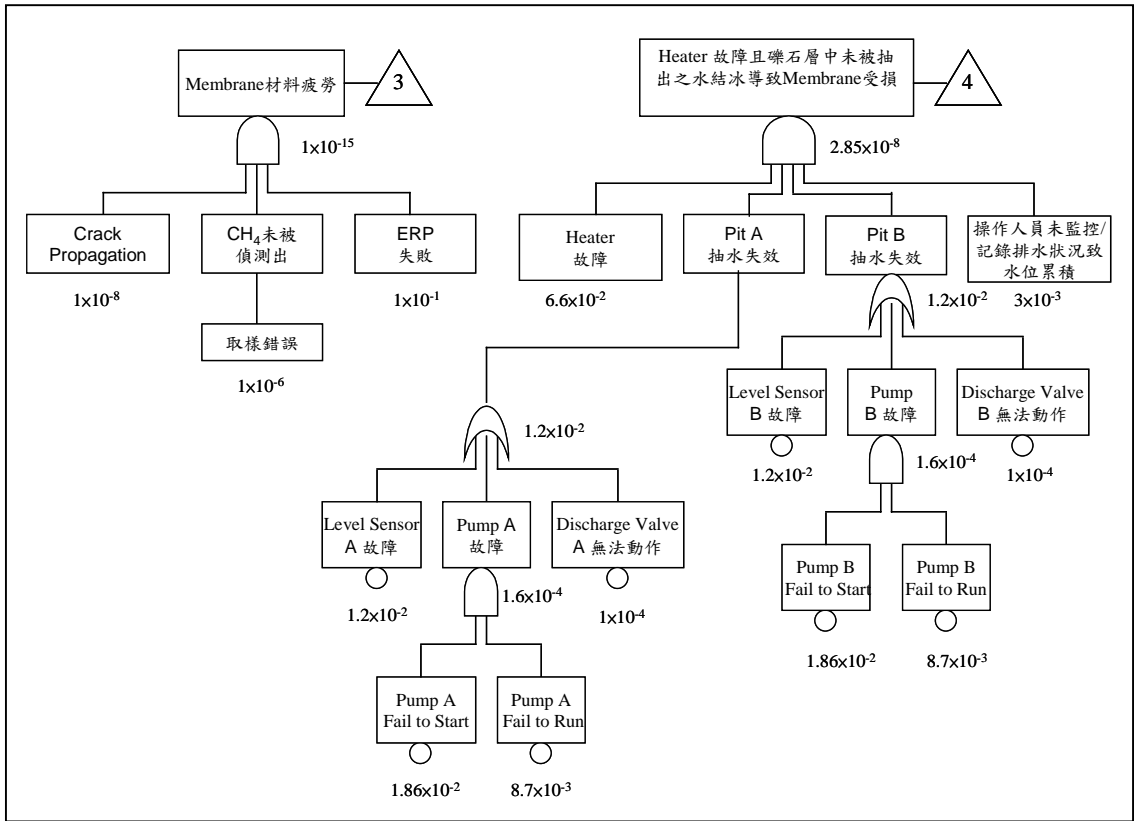 Membrane材料疲勞
3
1x10-15
Crack
Propagation
1x10-8
CH4未被
偵測出
取樣錯誤
1x10-6
ERP
失敗
1x10-1
Heater 故障且礫石層中未被抽
出之水結冰導致Membrane受損
4
2.85x10-8
Heater
故障
6.6x10-2
Pit A
抽水失效
Pit B
抽水失效
1.2x10-2
操作人員未監控/
記錄排水狀況致
水位累積
3x10-3
1.2x10-2
Level Sensor
A 故障
1.2x10-2
Pump A
故障
1.6x10-4
Discharge Valve
A 無法動作
1x10-4
Pump A
Fail to Start
1.86x10-2
Pump A
Fail to Run
8.7x10-3
Level Sensor
B 故障
1.2x10-2
Pump
B 故障
1.6x10-4
Discharge Valve
B 無法動作
1x10-4
Pump B
Fail to Start
1.86x10-2
Pump B
Fail to Run
8.7x10-3